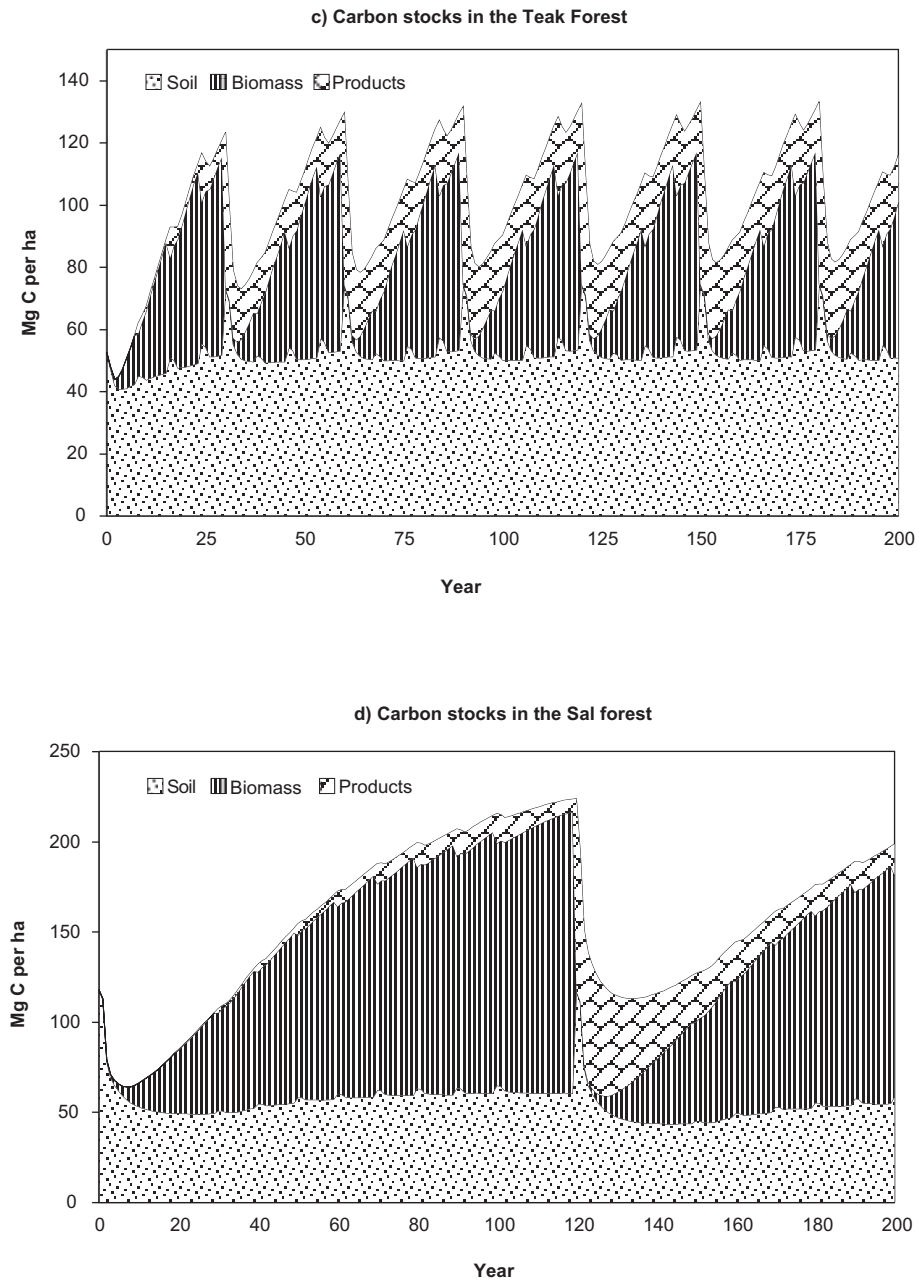 c) Carbon stocks in the Teak Forest
140
Soil Biomass Products
120
100
80
60
40
20
0
Mg C per ha
0 25 50 75 100 125 150 175 200
Year
d) Carbon stocks in the Sal forest
250
Soil Biomass Products
200
150
100
50
0
Mg C per ha
0 20 40 60 80 100 120 140 160 180 200
Year